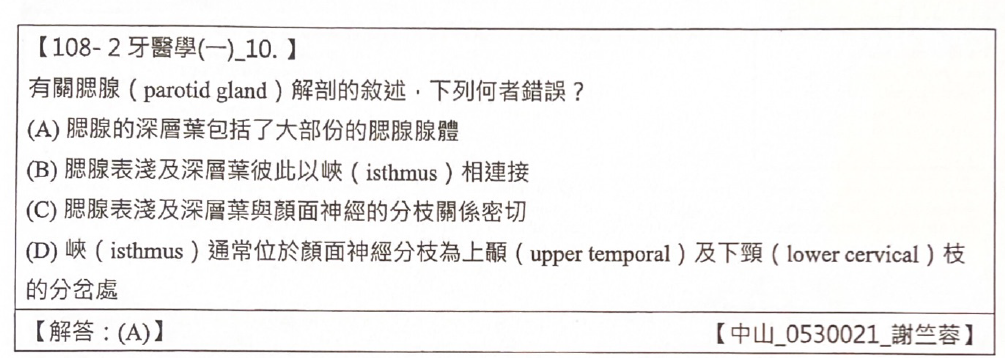 【108- 2 牙醫學(一)_10. 】
有關腮腺（parotid gland）解剖的敘述，下列何者錯誤？
(A) 腮腺的深層葉包括了大部份的腮腺腺體
(B) 腮腺表淺及深層葉彼此以峽（isthmus）相連接
(C) 腮腺表淺及深層葉與顏面神經的分枝關係密切
(D) 峽（isthmus）通常位於顏面神經分枝為上顳（upper temporal）及下頸（lower cervical）枝
的分岔處
【解答：(A)】
【中山_0530021_謝竺蓉】